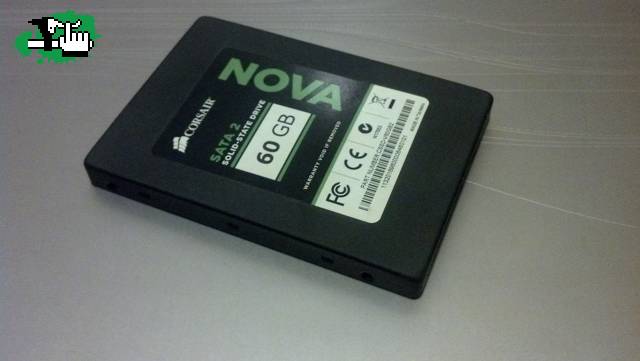 NOVA
CORSAIR
SATA 2
SOLID-STATE DRIVE
60 GB
WARRANTY VOID IF REMOVED
FC CE